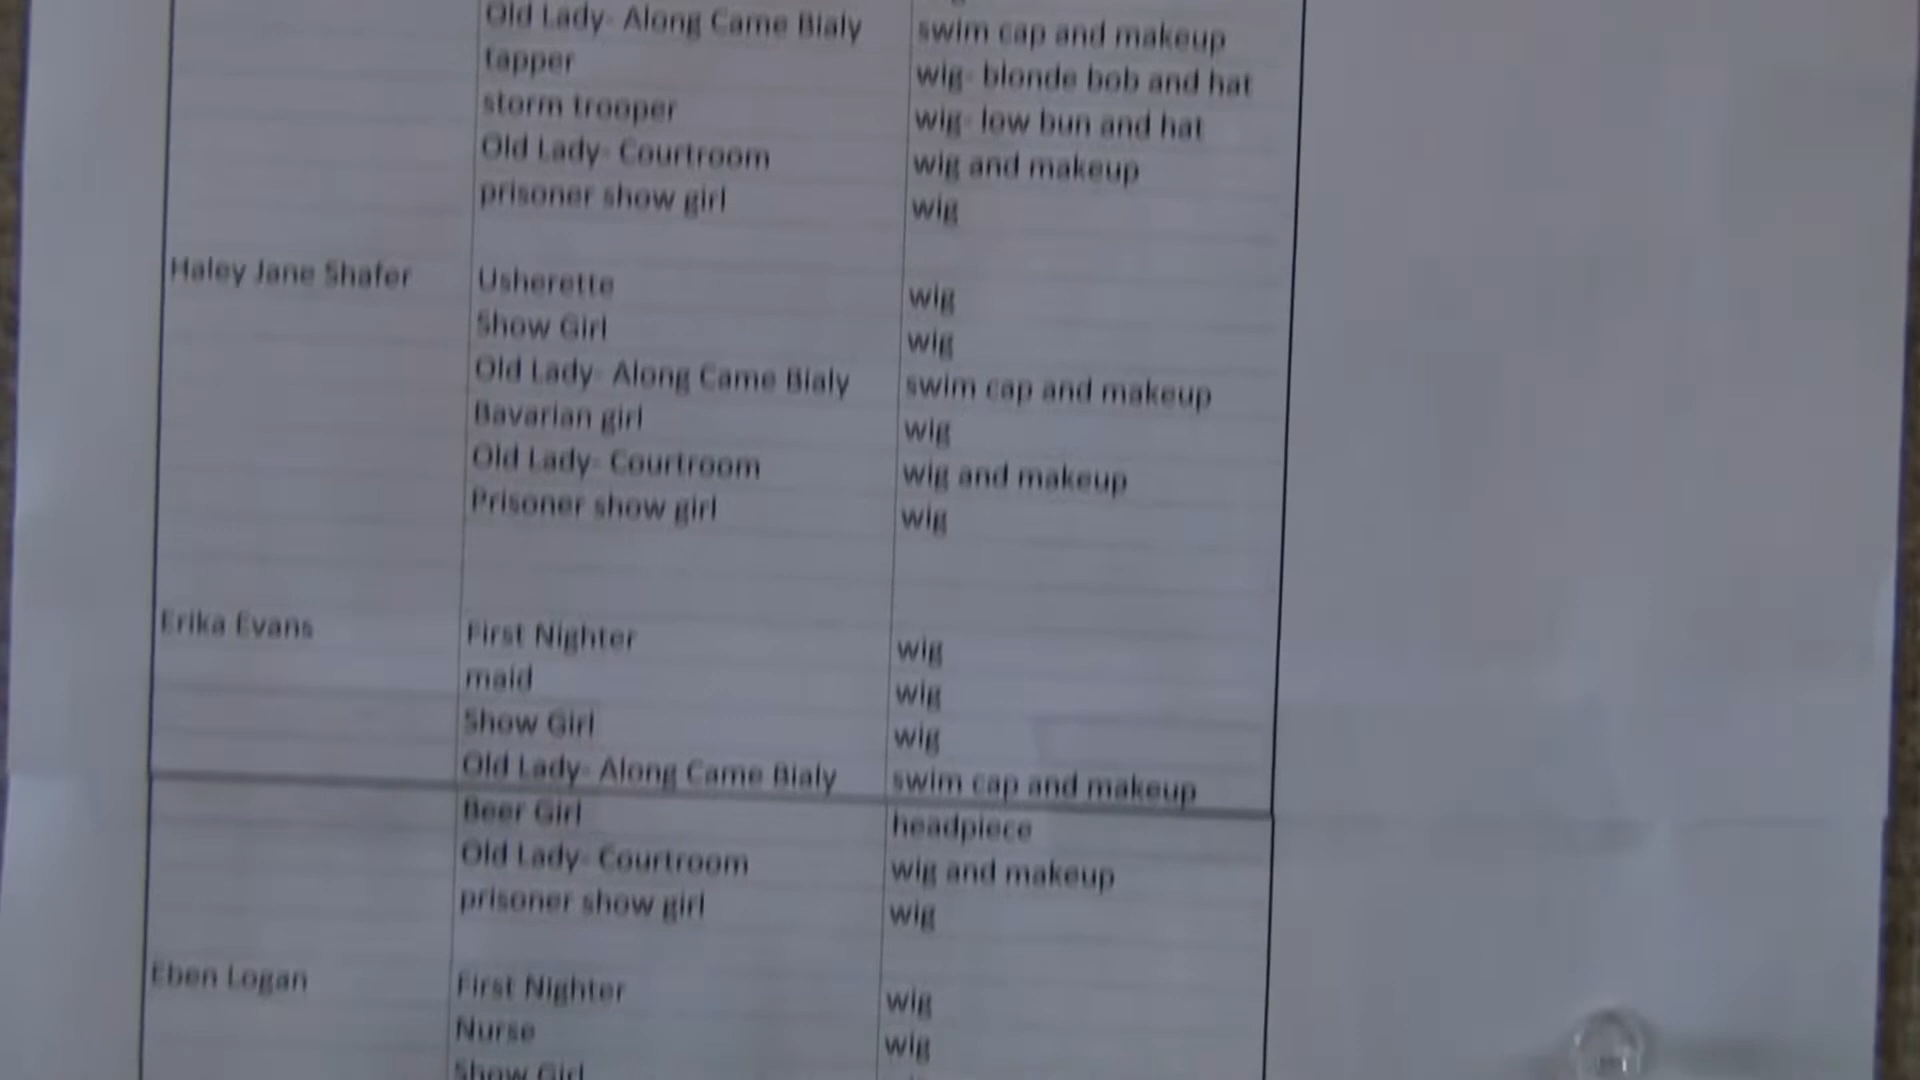 Old Lady- Along Came Bialy swim cap and makeup
tapper wig- blonde bob and hat
storm trooper wig- low bun and hat
Old Lady- Courtroom wig and makeup
prisoner show girl wig
Haley Jane Shafer Usherette wig
Show Girl wig
Old Lady- Along Came Bialy swim cap and makeup
Bavarian girl wig
Old Lady- Courtroom wig and makeup
Prisoner show girl wig
Erika Evans First Nighter wig
maid wig
Show Girl wig
Old Lady- Along Came Bialy swim cap and makeup
Beer Girl headpiece
Old Lady- Courtroom wig and makeup
prisoner show girl wig
Eben Logan First Nighter wig
Nurse wig
Show Girl